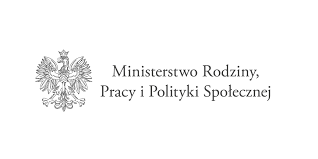 Ministerstwo Rodziny,
Pracy i Polityki Społecznej